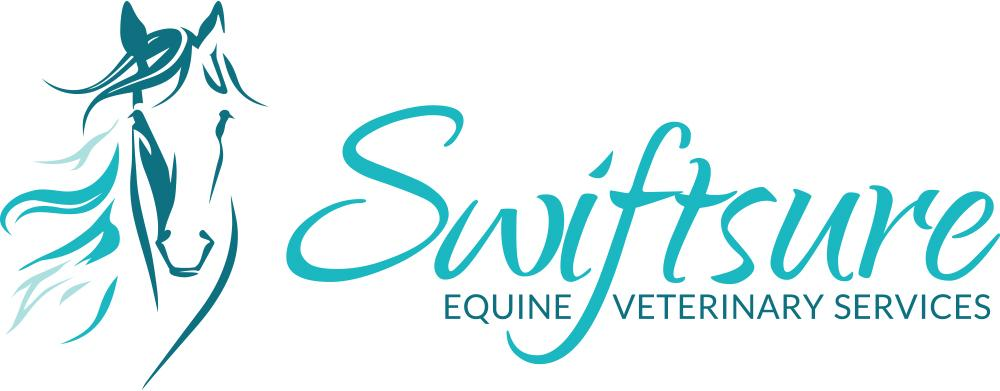 Swiftsure
EQUINE VETERINARY SERVICES